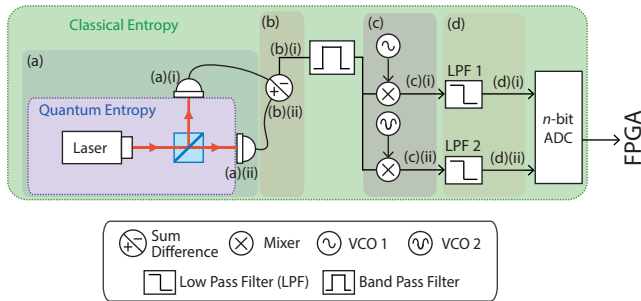 Classical Entropy
(a)
(b)
(c)
(d)
(a)(i)
(b)(i)
LPF 1
(c)(i)
(d)(i)
Quantum Entropy
(b)(ii)
Laser
n-bit
ADC
FPGA
LPF 2
(a)(ii)
(c)(ii)
(d)(ii)
Sum
Difference
Mixer
VCO 1
VCO 2
Low Pass Filter (LPF)
Band Pass Filter